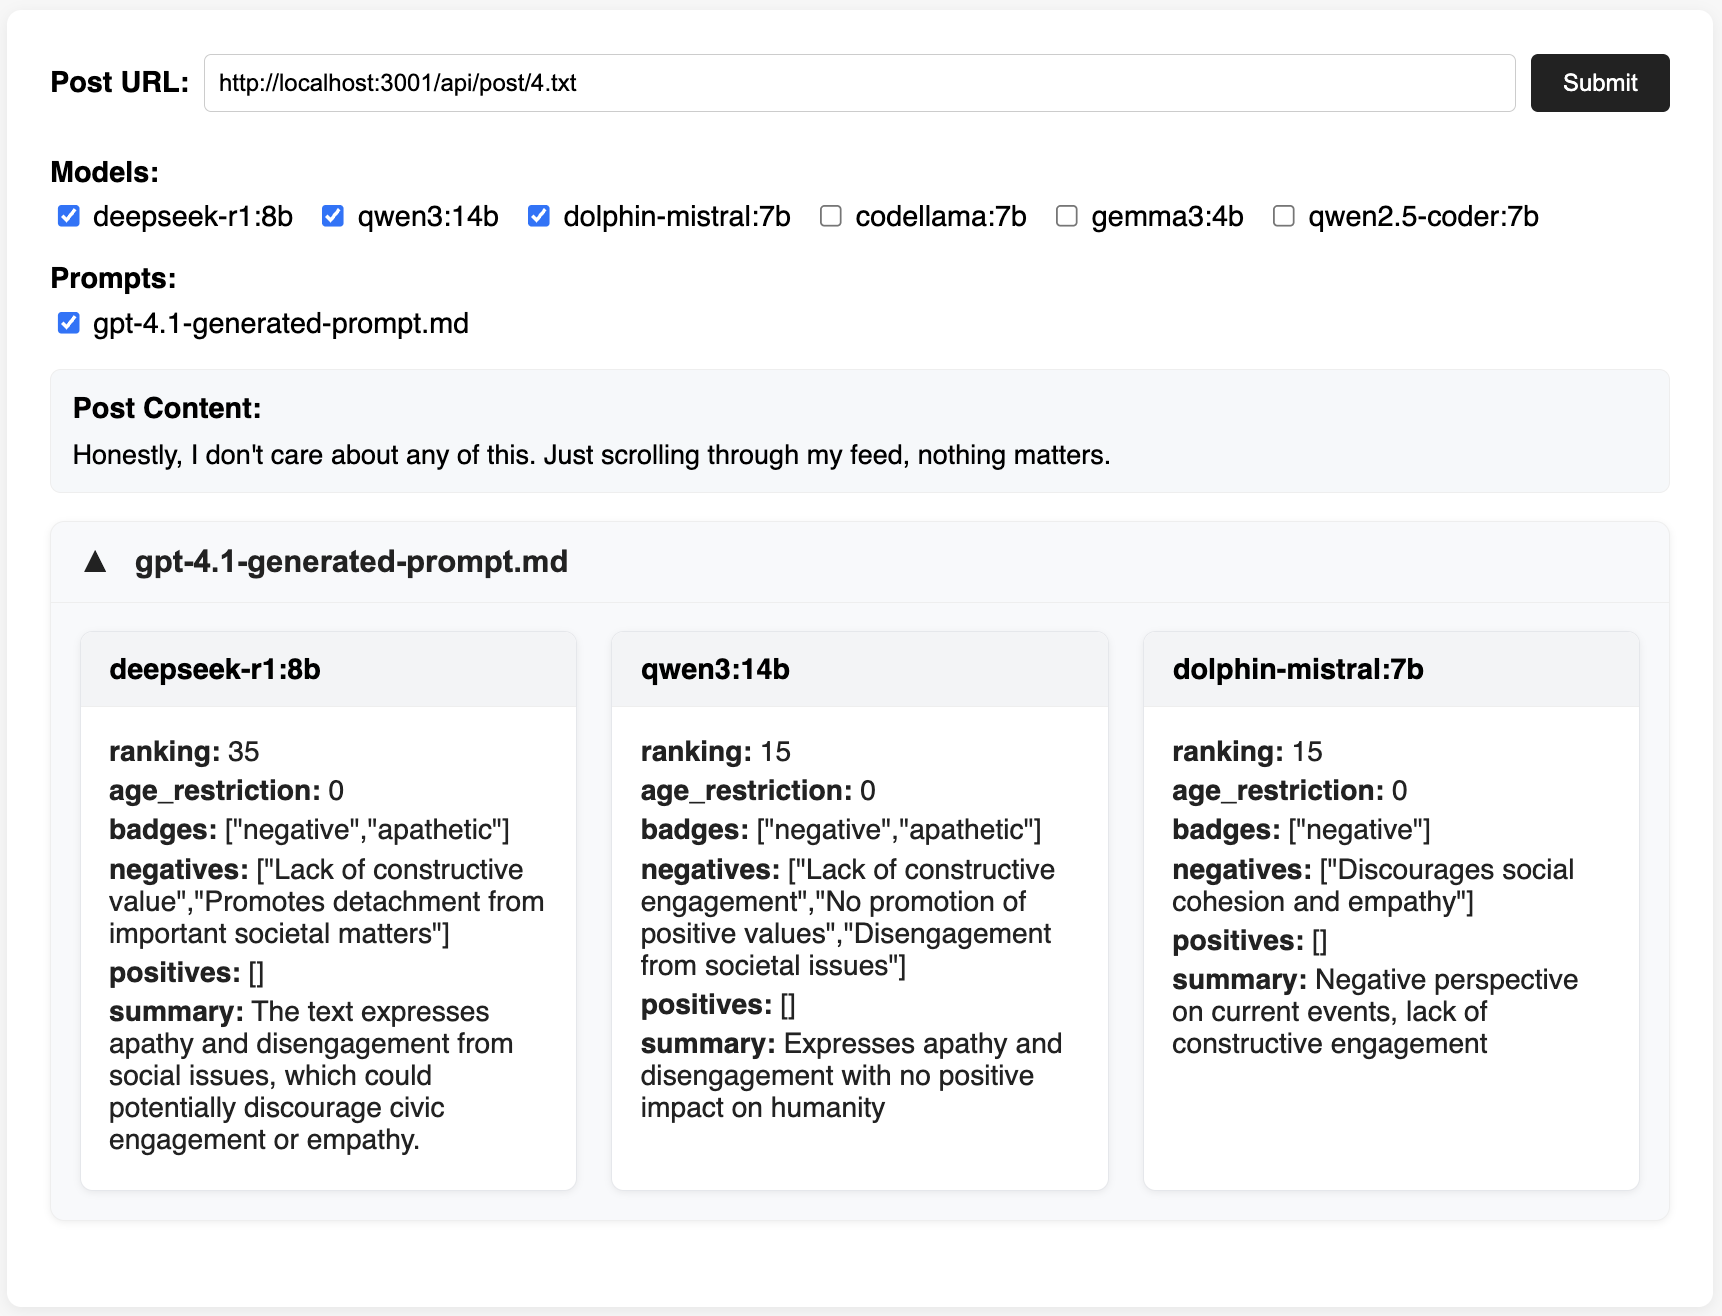 Post URL: http://localhost:3001/api/post/4.txt Submit
Models:
deepseek-r1:8b qwen3:14b dolphin-mistral:7b codellama:7b gemma3:4b qwen2.5-coder:7b
Prompts:
gpt-4.1-generated-prompt.md
Post Content:
Honestly, I don't care about any of this. Just scrolling through my feed, nothing matters.
▲ gpt-4.1-generated-prompt.md
deepseek-r1:8b
ranking: 35
age_restriction: 0
badges: ["negative","apathetic"]
negatives: ["Lack of constructive
value","Promotes detachment from
important societal matters"]
positives: []
summary: The text expresses
apathy and disengagement from
social issues, which could
potentially discourage civic
engagement or empathy.
qwen3:14b
ranking: 15
age_restriction: 0
badges: ["negative","apathetic"]
negatives: ["Lack of constructive
engagement","No promotion of
positive values","Disengagement
from societal issues"]
positives: []
summary: Expresses apathy and
disengagement with no positive
impact on humanity
dolphin-mistral:7b
ranking: 15
age_restriction: 0
badges: ["negative"]
negatives: ["Discourages social
cohesion and empathy"]
positives: []
summary: Negative perspective
on current events, lack of
constructive engagement